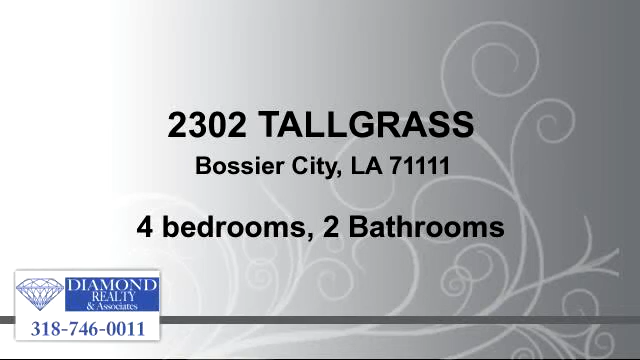 2302 TALLGRASS
Bossier City, LA 71111
4 bedrooms, 2 Bathrooms
DIAMOND
REALTY
& Associates
318-746-0011